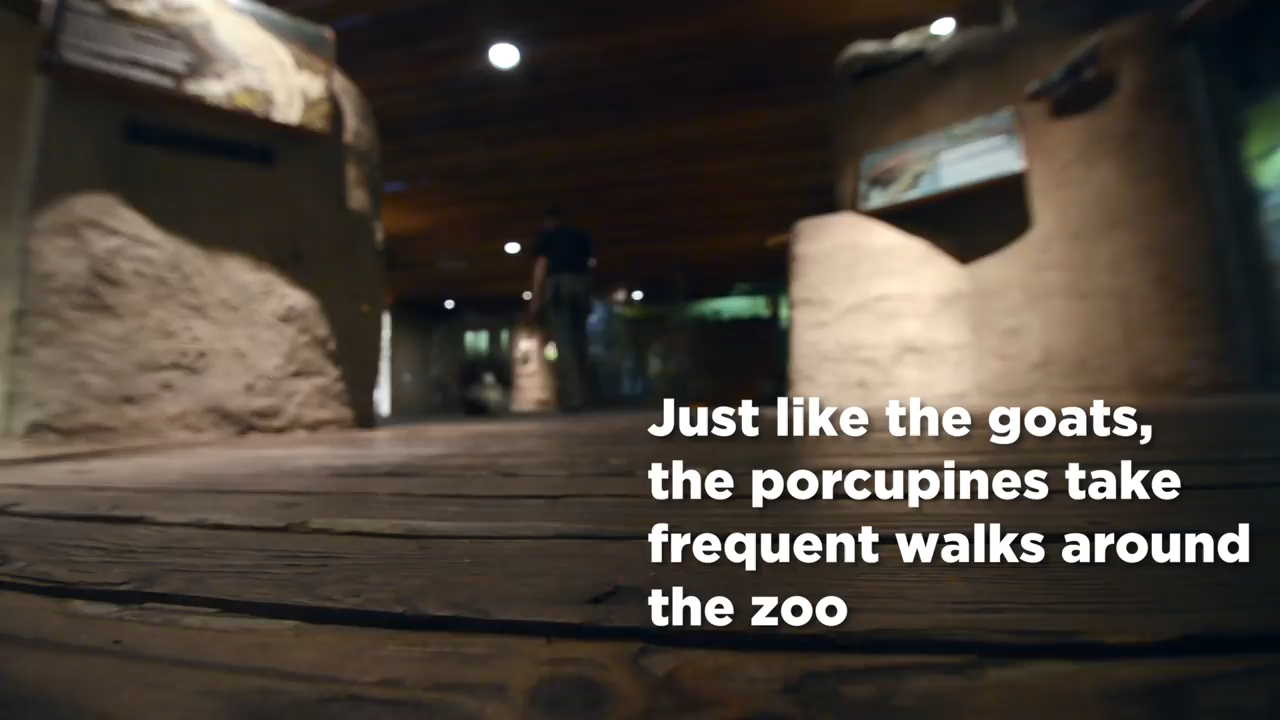 Just like the goats,
the porcupines take
frequent walks around
the zoo